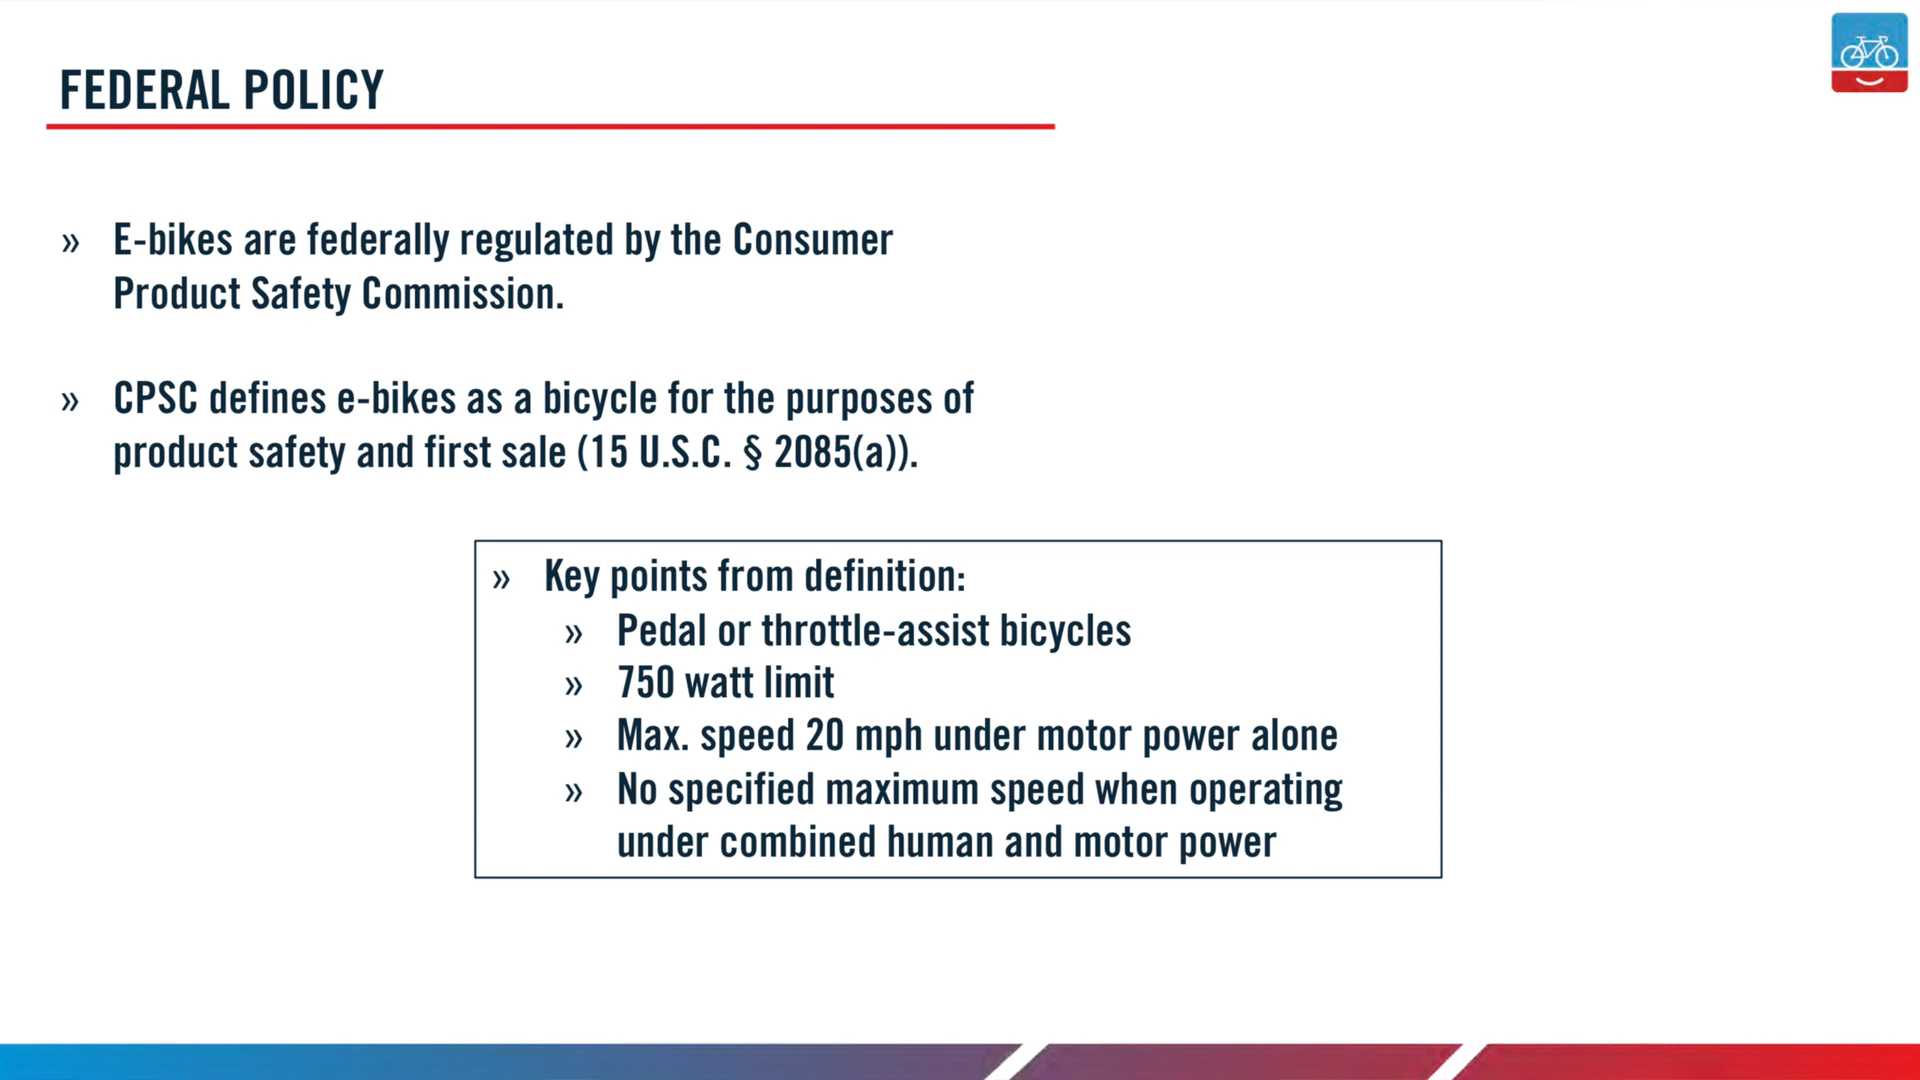 FEDERAL POLICY
» E-bikes are federally regulated by the Consumer
Product Safety Commission.
» CPSC defines e-bikes as a bicycle for the purposes of
product safety and first sale (15 U.S.C. § 2085(a)).
» Key points from definition:
» Pedal or throttle-assist bicycles
» 750 watt limit
» Max. speed 20 mph under motor power alone
» No specified maximum speed when operating
under combined human and motor power